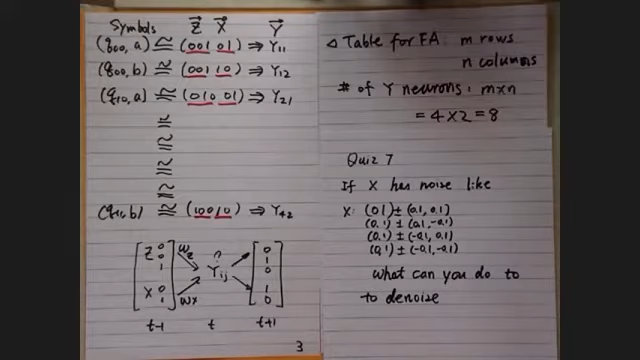 Symbols Z X Y
(q00, a) ≅ (001 01) ⇒ Y11
(q00, b) ≅ (001 10) ⇒ Y12
(q10, a) ≅ (010 01) ⇒ Y21
≅
≅
≅
≅
(q11, b) ≅ (10010) ⇒ Y42
Z 0 0 1 X 0 1
Wz
Wx
Yij
0 1 0 1 0
t-1 t t+1
3
Table for FA: m rows
n columns
# of Y neurons: m×n
= 4×2 = 8
Quiz 7
If X has noise like
X: (0 1) ± (0.1, 0.1)
(0, 1) ± (0.1, -0.1)
(0, 1) ± (-0.1, 0.1)
(0, 1) ± (-0.1, -0.1)
what can you do to
to denoise